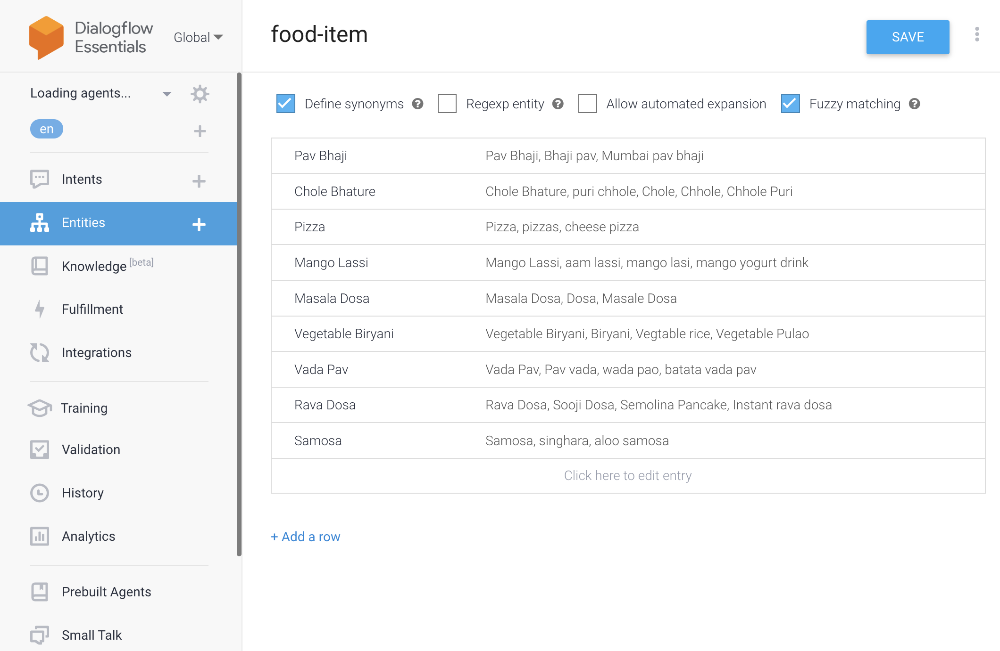 Dialogflow
Essentials
Global
food-item
SAVE
Loading agents...
en
Intents
Entities
Knowledge [beta]
Fulfillment
Integrations
Training
Validation
History
Analytics
Prebuilt Agents
Small Talk
Define synonyms ? Regexp entity ? Allow automated expansion Fuzzy matching ?
Pav Bhaji Pav Bhaji, Bhaji pav, Mumbai pav bhaji
Chole Bhature Chole Bhature, puri chhole, Chole, Chhole, Chhole Puri
Pizza Pizza, pizzas, cheese pizza
Mango Lassi Mango Lassi, aam lassi, mango lasi, mango yogurt drink
Masala Dosa Masala Dosa, Dosa, Masale Dosa
Vegetable Biryani Vegetable Biryani, Biryani, Vegtable rice, Vegetable Pulao
Vada Pav Vada Pav, Pav vada, wada pao, batata vada pav
Rava Dosa Rava Dosa, Sooji Dosa, Semolina Pancake, Instant rava dosa
Samosa Samosa, singhara, aloo samosa
Click here to edit entry
+ Add a row